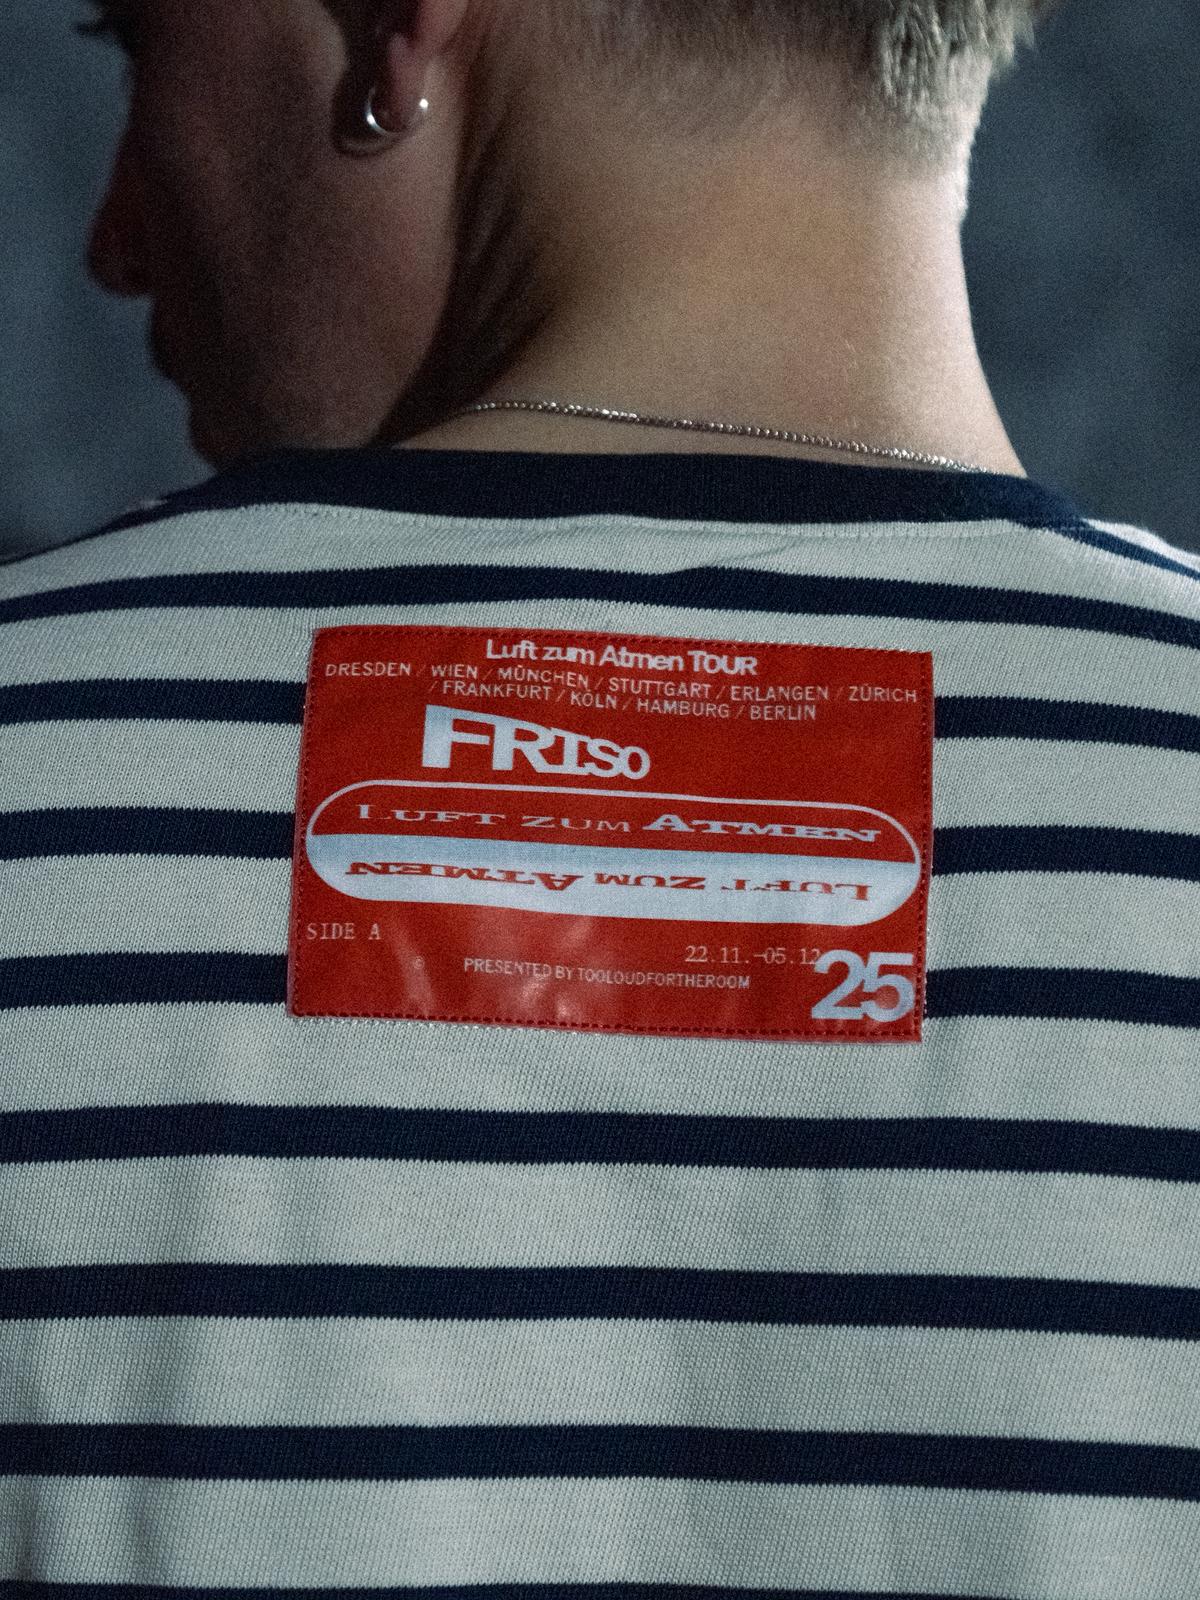 Luft zum Atmen TOUR
DRESDEN / WIEN / MÜNCHEN / STUTTGART / ERLANGEN / ZÜRICH
/ FRANKFURT / KÖLN / HAMBURG / BERLIN
FRISO
LUFT ZUM ATMEN
LUFT ZUM ATMEN
SIDE A
22.11.-05.12
25
PRESENTED BY TOOLOUDFORTHEROOM